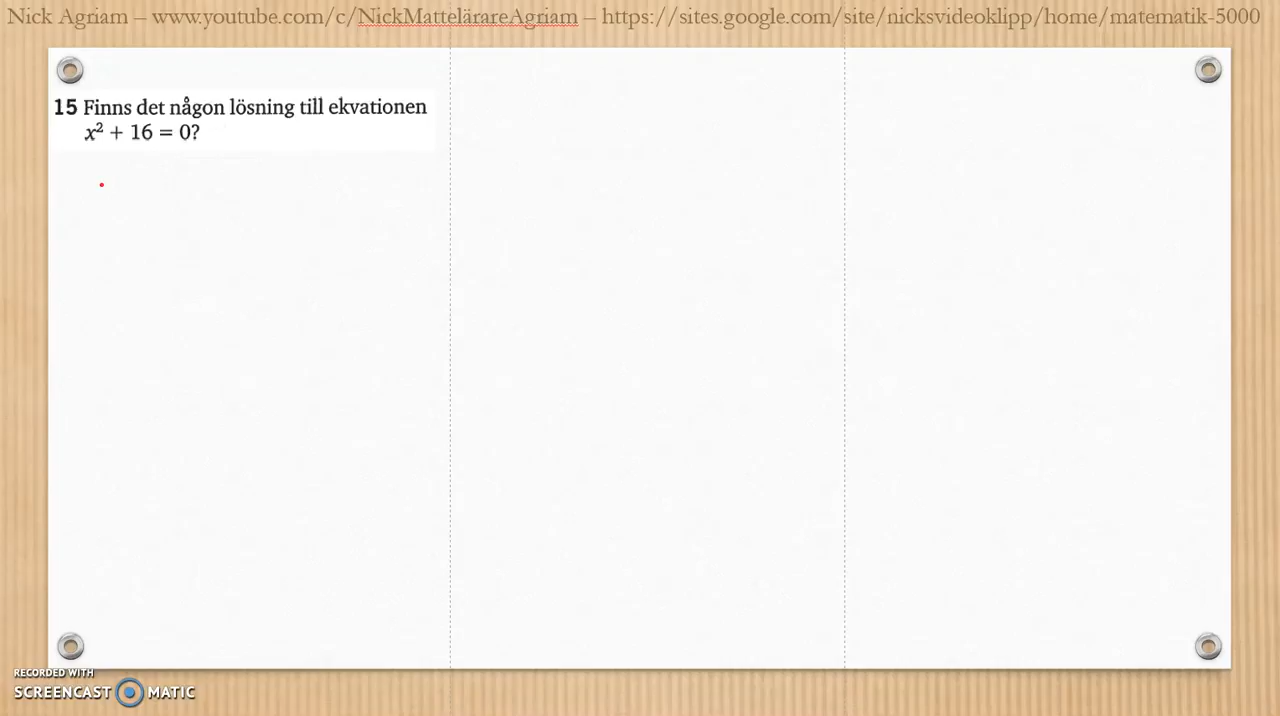 Nick Agriam – www.youtube.com/c/NickMattelärareAgriam – https://sites.google.com/site/nicksvideoklipp/home/matematik-5000
15 Finns det någon lösning till ekvationen
x² + 16 = 0?
RECORDED WITH
SCREENCAST MATIC